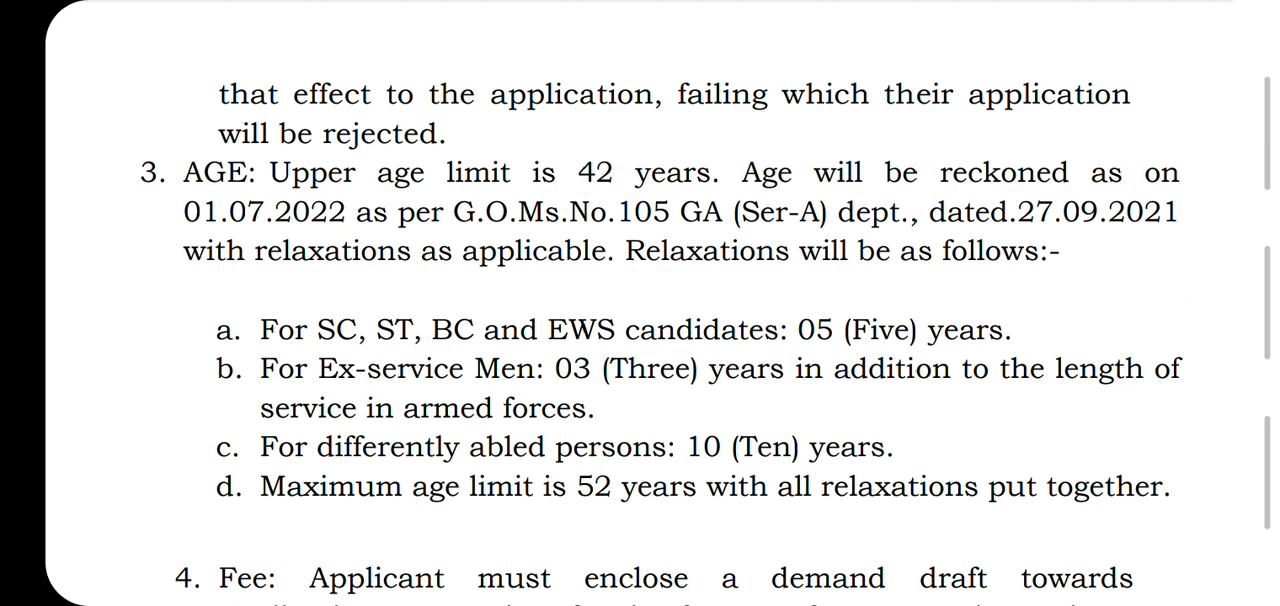 that effect to the application, failing which their application
will be rejected.
3. AGE: Upper age limit is 42 years. Age will be reckoned as on
01.07.2022 as per G.O.Ms.No.105 GA (Ser-A) dept., dated.27.09.2021
with relaxations as applicable. Relaxations will be as follows:-
a. For SC, ST, BC and EWS candidates: 05 (Five) years.
b. For Ex-service Men: 03 (Three) years in addition to the length of
service in armed forces.
c. For differently abled persons: 10 (Ten) years.
d. Maximum age limit is 52 years with all relaxations put together.
4. Fee: Applicant must enclose a demand draft towards